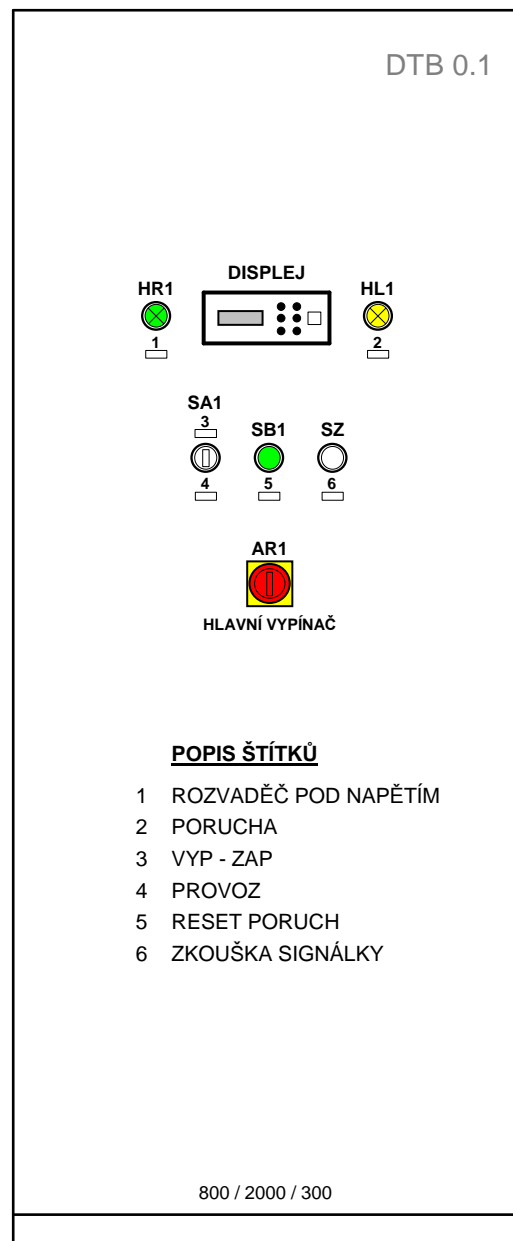 DTB 0.1
DISPLEJ
HR1
HL1
1
2
SA1
3
SB1
SZ
4
5
6
AR1
HLAVNÍ VYPÍNAČ
POPIS ŠTÍTKŮ
1 ROZVADĚČ POD NAPĚTÍM
2 PORUCHA
3 VYP - ZAP
4 PROVOZ
5 RESET PORUCH
6 ZKOUŠKA SIGNÁLKY
800 / 2000 / 300